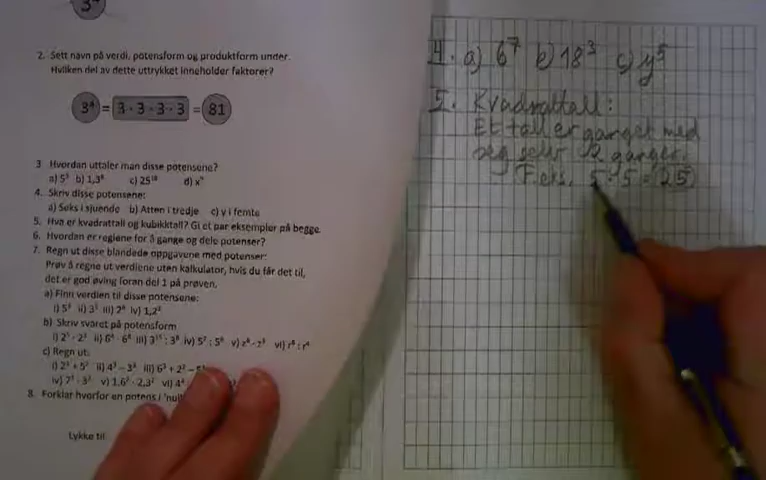 2. Sett navn på verdi, potensform og produktform under.
Hvilken del av dette uttrykket inneholder faktorer?
3⁴ = 3 · 3 · 3 · 3 = 81
3 Hvordan uttaler man disse potensene?
a) 5⁵ b) 1,3⁴ c) 25¹⁰ d) xⁿ
4. Skriv disse potensene:
a) Seks i sjuende b) Atten i tredje c) y i femte
5. Hva er kvadrattall og kubikktall? Gi et par eksempler på begge.
6. Hvordan er reglene for å gange og dele potenser?
7. Regn ut disse blandede oppgavene med potenser:
Prøv å regne ut verdiene uten kalkulator, hvis du får det til,
det er god øving foran del 1 på prøven.
a) Finn verdien til disse potensene:
b) Skriv svaret på potensform
c) Regn ut:
8. Forklar hvorfor en potens i 'null
Lykke til
4. a) 6⁷ b) 18³ c) y⁵
5. Kvadrattall:
Et tall er ganget med
seg selv 2 ganger.
F.eks. 5 · 5 = 25